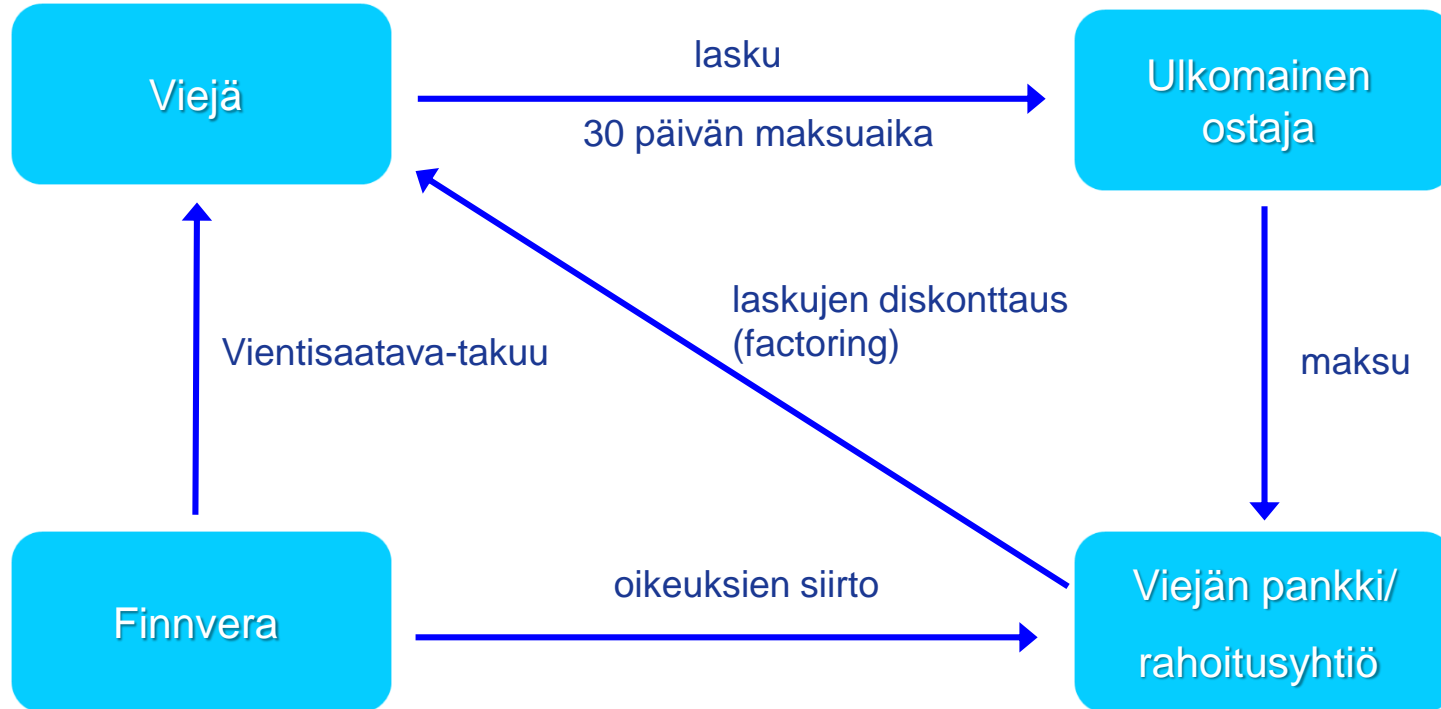 Viejä
lasku
30 päivän maksuaika
Ulkomainen
ostaja
Vientisaatava-takuu
laskujen diskonttaus
(factoring)
maksu
Finnvera
oikeuksien siirto
Viejän pankki/
rahoitusyhtiö